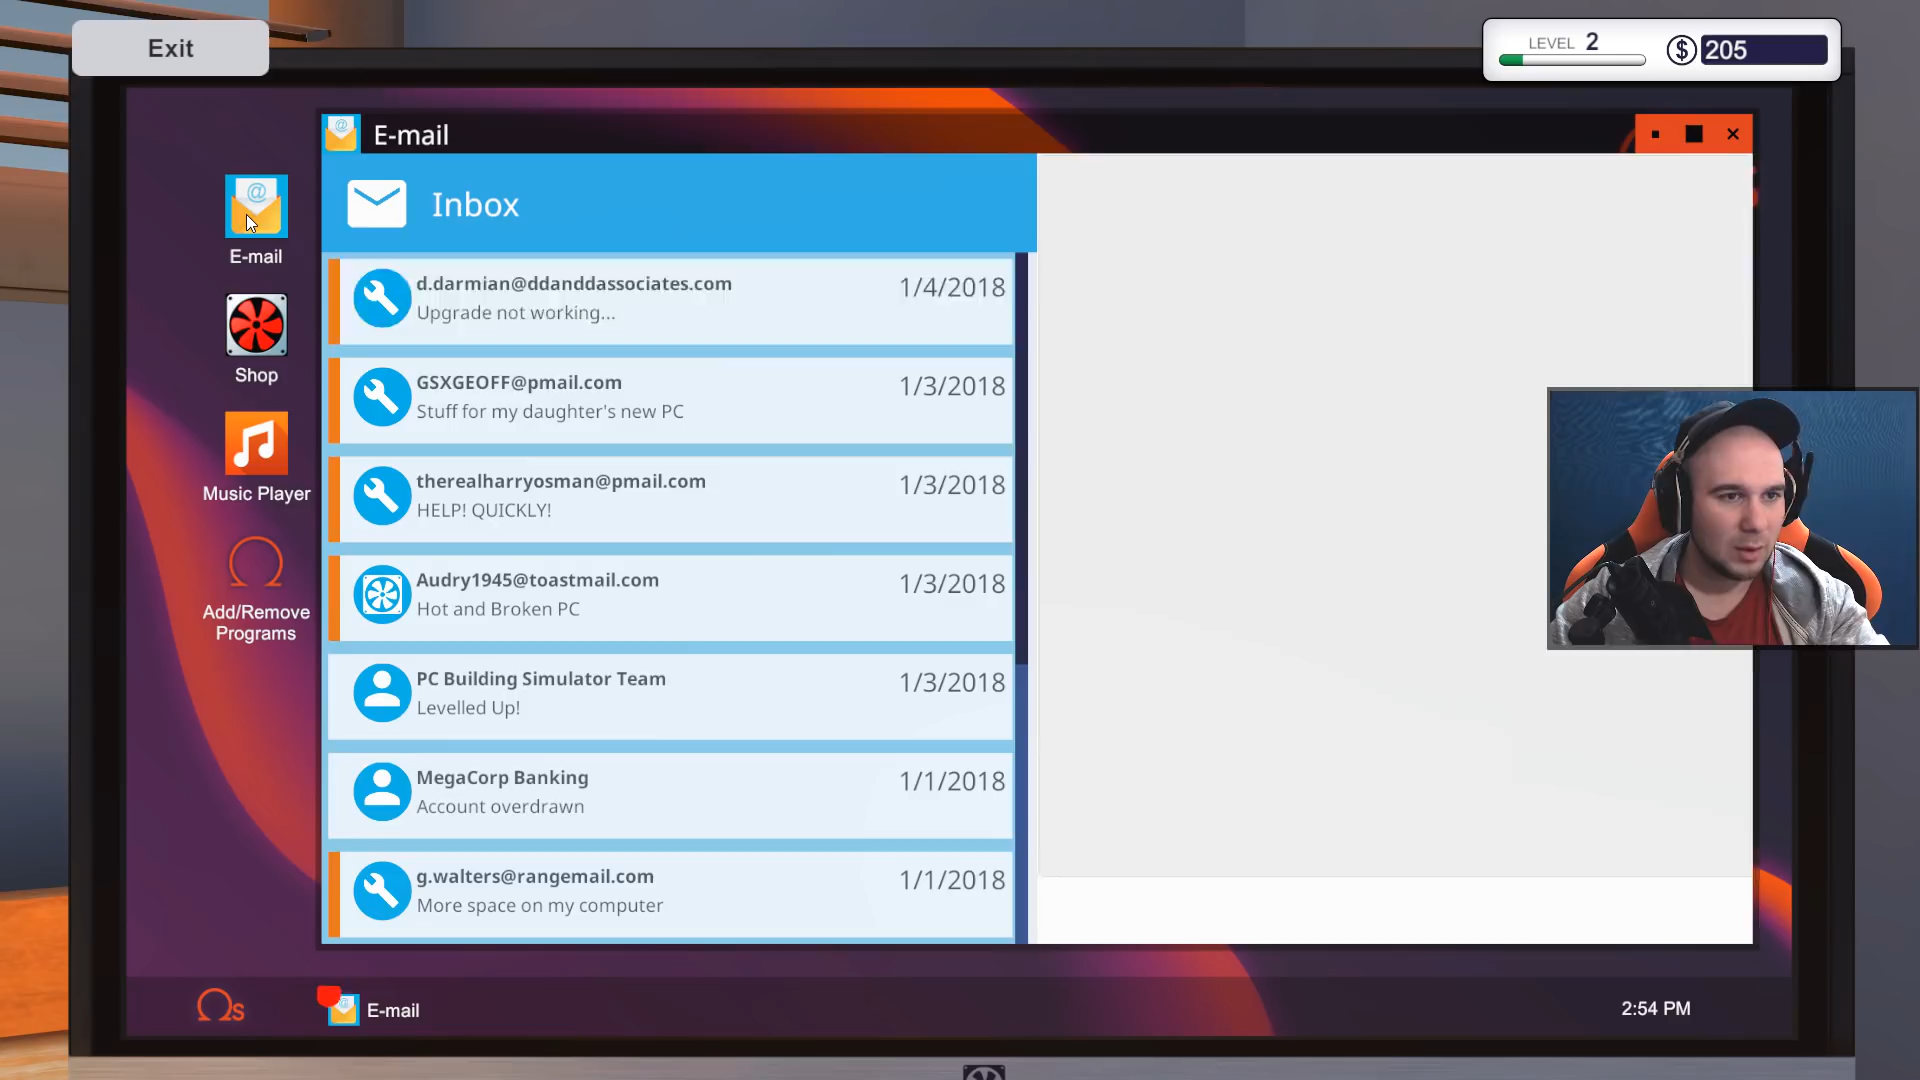 Exit
LEVEL 2
$ 205
E-mail
E-mail
Shop
Music Player
Add/Remove
Programs
Inbox
d.darmian@ddanddassociates.com 1/4/2018
Upgrade not working...
GSXGEOFF@pmail.com 1/3/2018
Stuff for my daughter's new PC
therealharryosman@pmail.com 1/3/2018
HELP! QUICKLY!
Audry1945@toastmail.com 1/3/2018
Hot and Broken PC
PC Building Simulator Team 1/3/2018
Levelled Up!
MegaCorp Banking 1/1/2018
Account overdrawn
g.walters@rangemail.com 1/1/2018
More space on my computer
Ωs
E-mail
2:54 PM